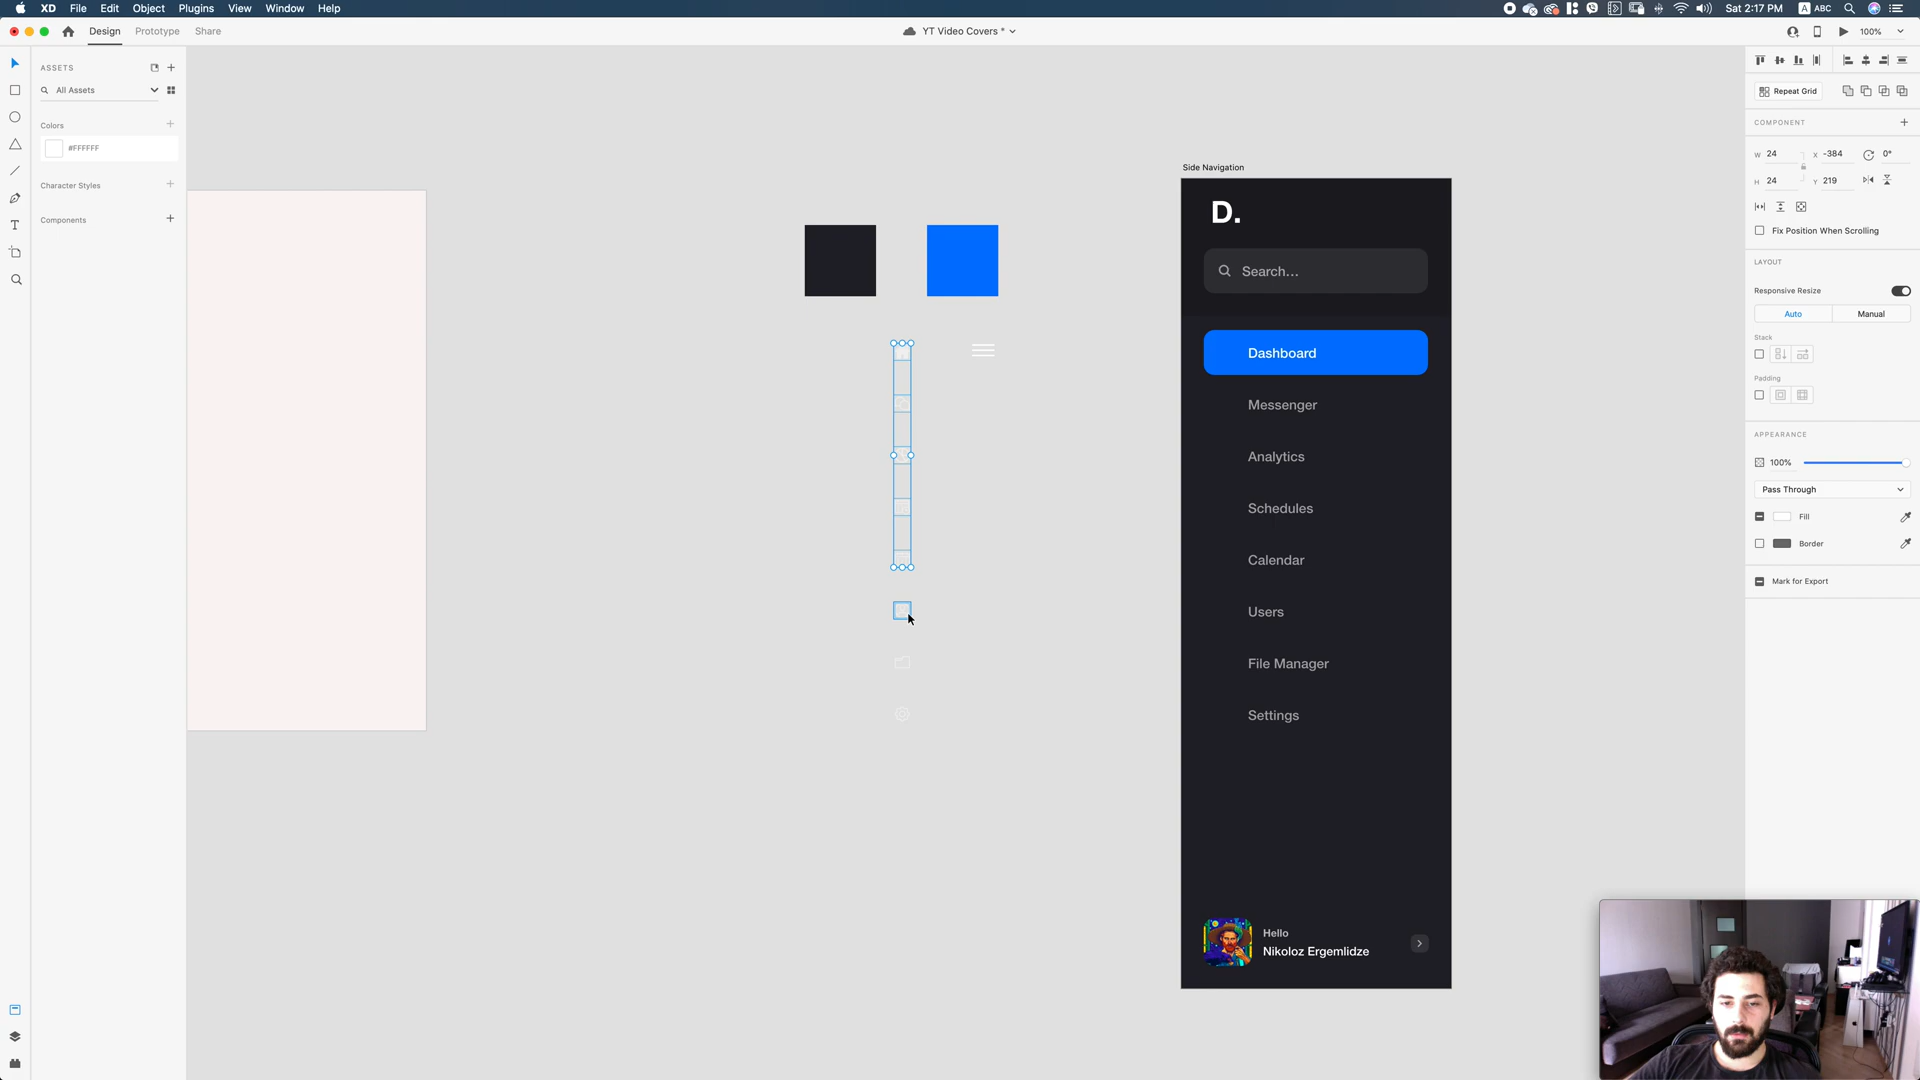 XD File Edit Object Plugins View Window Help
A ABC
Sat 2:17 PM
Design Prototype Share
YT Video Covers *
100%
ASSETS
All Assets
Colors
#FFFFFF
Character Styles
Components
Side Navigation
D.
Search...
Dashboard
Messenger
Analytics
Schedules
Calendar
Users
File Manager
Settings
Hello
Nikoloz Ergemlidze
Repeat Grid
COMPONENT
W 24 X -384 0°
H 24 Y 219
Fix Position When Scrolling
LAYOUT
Responsive Resize
Auto Manual
Stack
Padding
APPEARANCE
100%
Pass Through
Fill
Border
Mark for Export